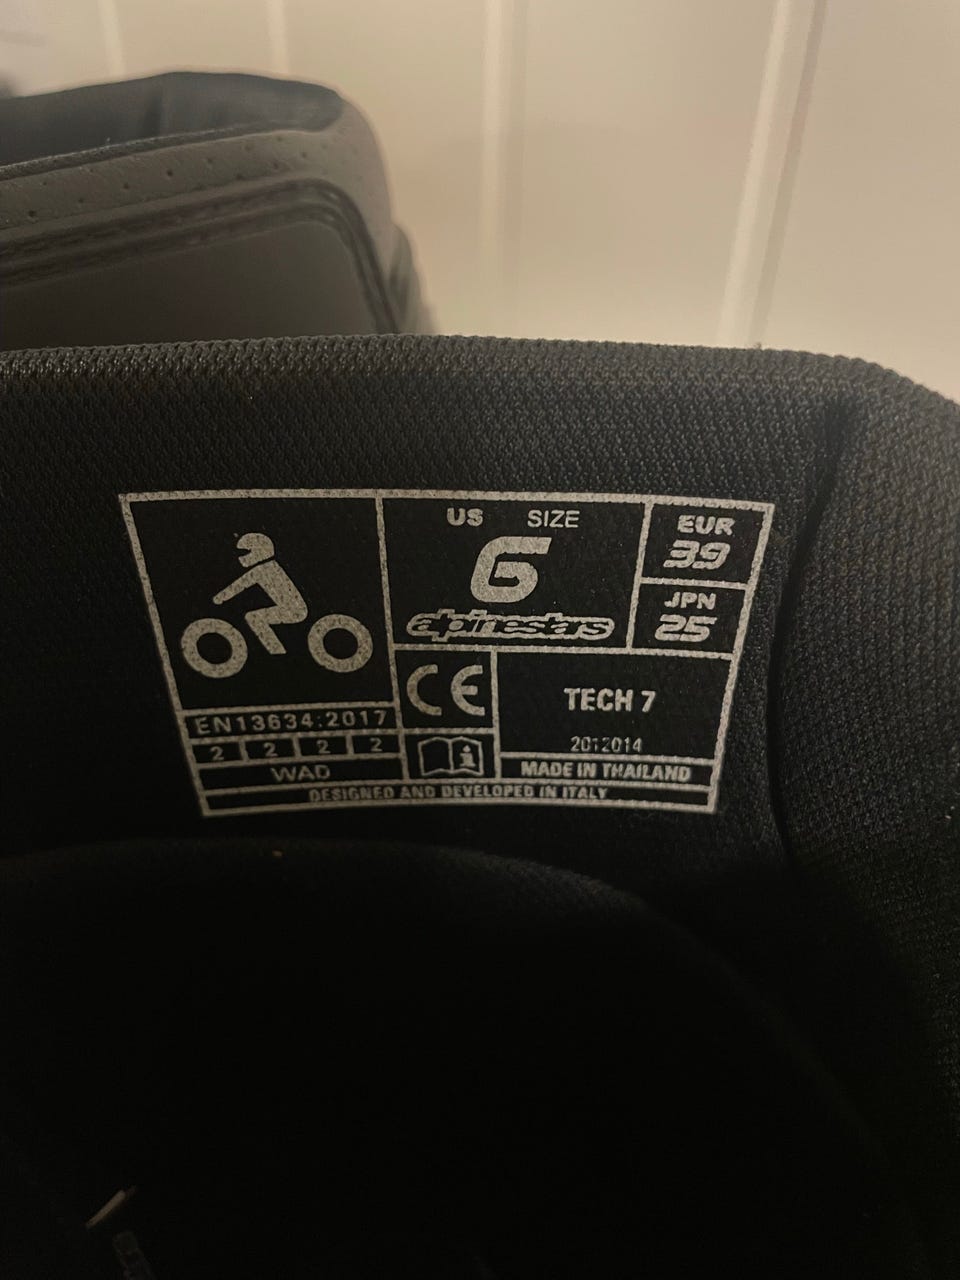 US SIZE
6
alpinestars
EUR
39
JPN
25
CE
TECH 7
2012014
MADE IN THAILAND
EN13634:2017
2 2 2 2
WAD
DESIGNED AND DEVELOPED IN ITALY